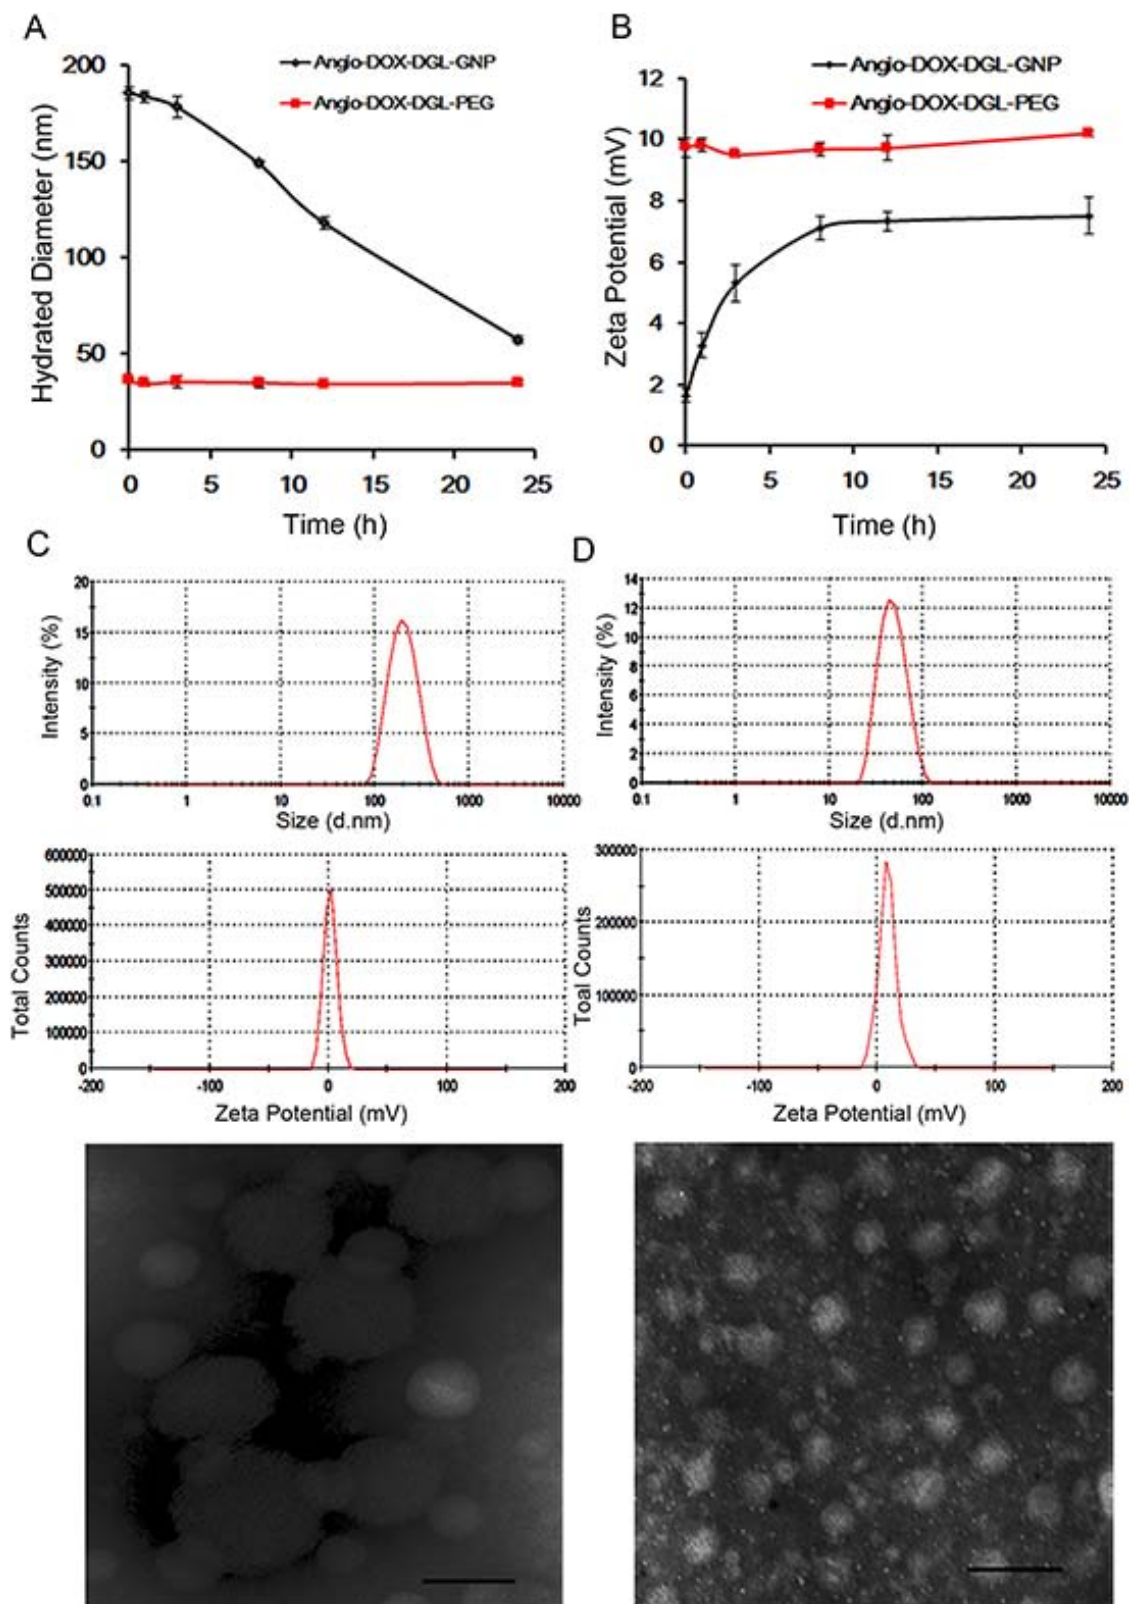 A
Angio-DOX-DGL-GNP
Angio-DOX-DGL-PEG
Hydrated Diameter (nm)
200
150
100
50
0
0 5 10 15 20 25
Time (h)
B
Angio-DOX-DGL-GNP
Angio-DOX-DGL-PEG
Zeta Potential (mV)
12
10
8
6
4
2
0
0 5 10 15 20 25
Time (h)
C
Intensity (%)
20
15
10
5
0
0.1 1 10 100 1000 10000
Size (d.nm)
D
Intensity (%)
14
12
10
8
6
4
2
0
0.1 1 10 100 1000 10000
Size (d.nm)
Total Counts
600000
500000
400000
300000
200000
100000
0
-200 -100 0 100 200
Zeta Potential (mV)
Toal Counts
300000
200000
100000
0
-200 -100 0 100 200
Zeta Potential (mV)